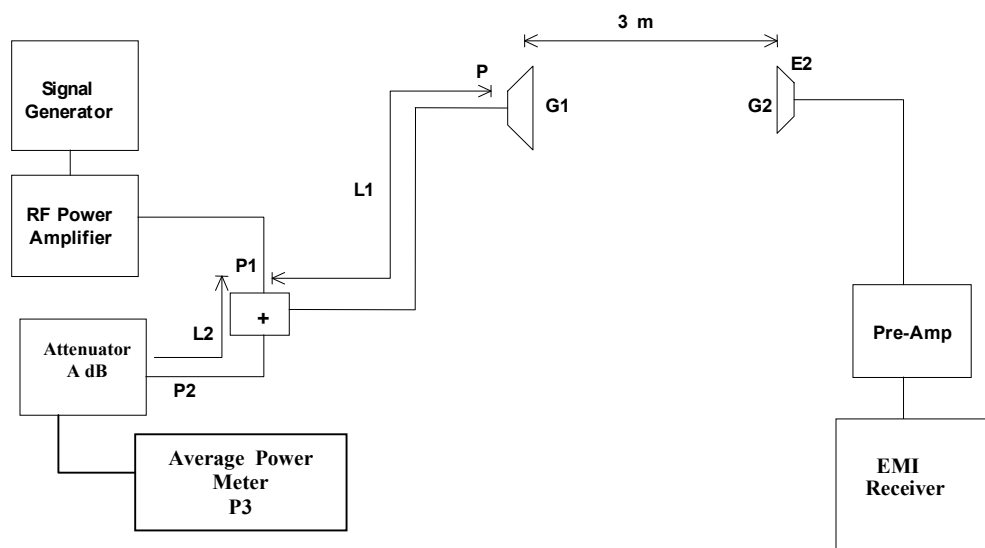 3 m
Signal
Generator
P
G1
E2
G2
L1
RF Power
Amplifier
P1
+
L2
Attenuator
A dB
P2
Pre-Amp
Average Power
Meter
P3
EMI
Receiver